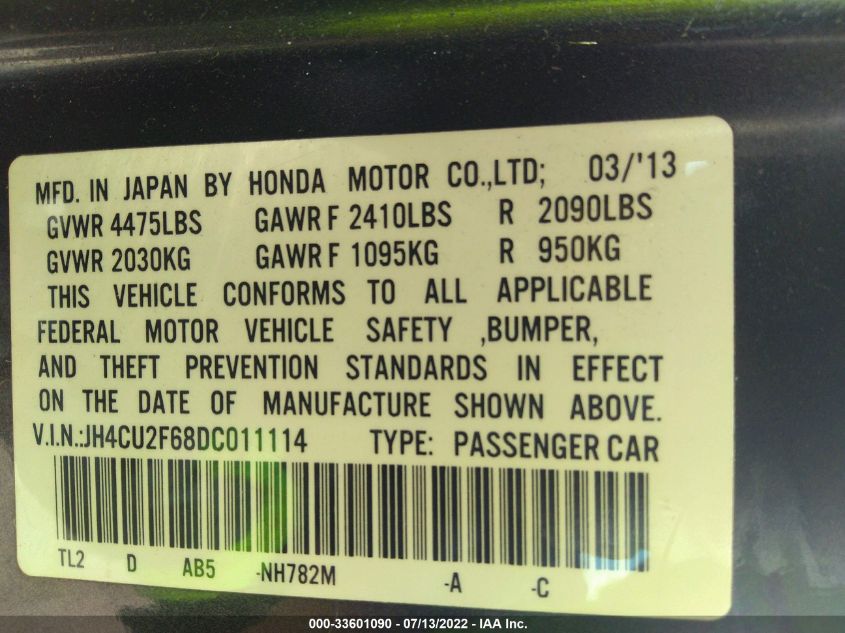 MFD. IN JAPAN BY HONDA MOTOR CO.,LTD; 03/'13
GVWR 4475LBS GAWR F 2410LBS R 2090LBS
GVWR 2030KG GAWR F 1095KG R 950KG
THIS VEHICLE CONFORMS TO ALL APPLICABLE
FEDERAL MOTOR VEHICLE SAFETY ,BUMPER,
AND THEFT PREVENTION STANDARDS IN EFFECT
ON THE DATE OF MANUFACTURE SHOWN ABOVE.
V.I.N.:JH4CU2F68DC011114 TYPE: PASSENGER CAR
TL2 D AB5 -NH782M -A -C
000-33601090 - 07/13/2022 - IAA Inc.